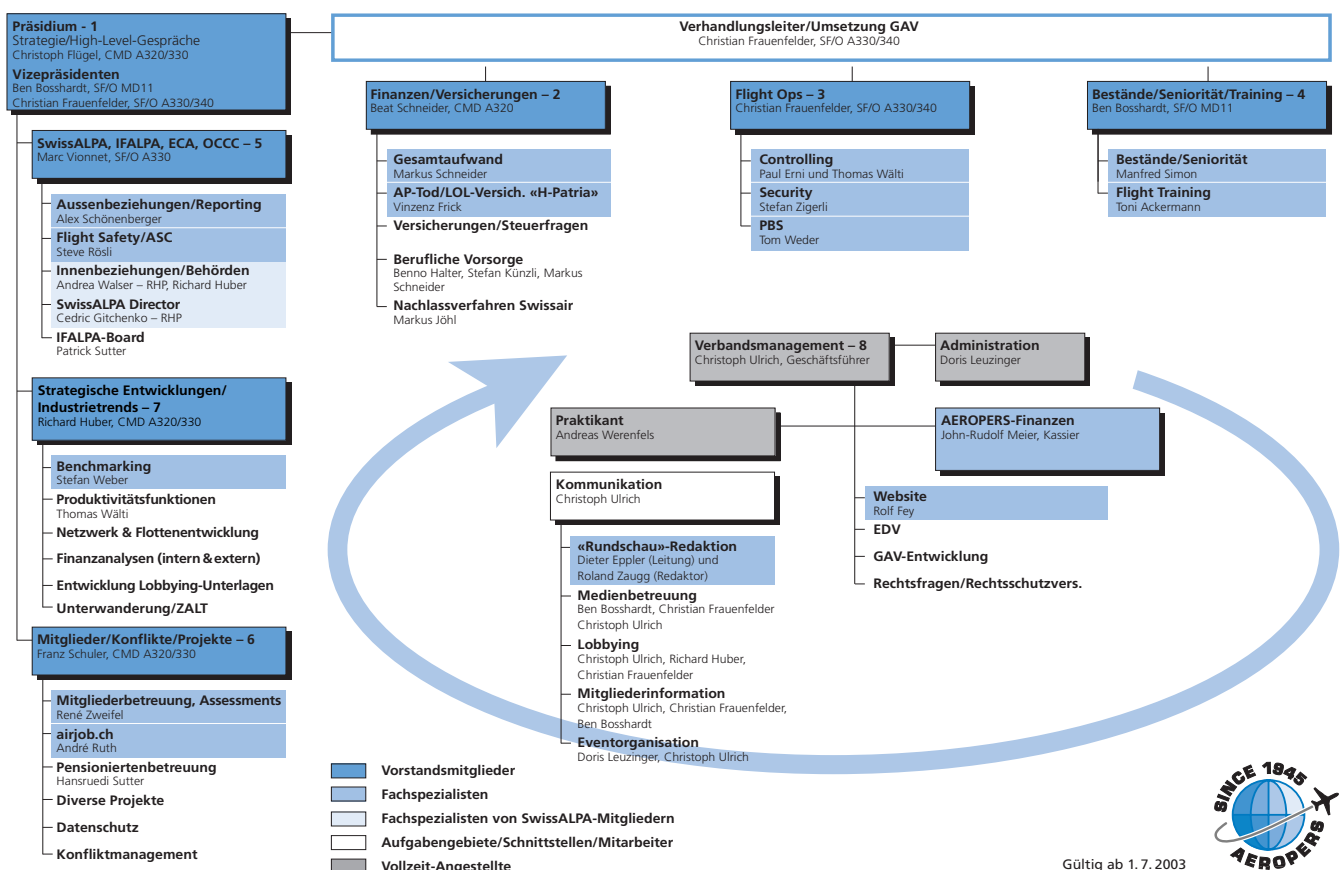 Präsidium - 1
Strategie/High-Level-Gespräche
Christoph Flügel, CMD A320/330
Vizepräsidenten
Ben Bosshardt, SF/O MD11
Christian Frauenfelder, SF/O A330/340
Verhandlungsleiter/Umsetzung GAV
Christian Frauenfelder, SF/O A330/340
Finanzen/Versicherungen – 2
Beat Schneider, CMD A320
Gesamtaufwand
Markus Schneider
AP-Tod/LOL-Versich. «H-Patria»
Vinzenz Frick
Versicherungen/Steuerfragen
Berufliche Vorsorge
Benno Halter, Stefan Künzli, Markus
Schneider
Nachlassverfahren Swissair
Markus Jöhl
Flight Ops – 3
Christian Frauenfelder, SF/O A330/340
Controlling
Paul Erni und Thomas Wälti
Security
Stefan Zigerli
PBS
Tom Weder
Bestände/Seniorität/Training – 4
Ben Bosshardt, SF/O MD11
Bestände/Seniorität
Manfred Simon
Flight Training
Toni Ackermann
SwissALPA, IFALPA, ECA, OCCC – 5
Marc Vionnet, SF/O A330
Aussenbeziehungen/Reporting
Alex Schönenberger
Flight Safety/ASC
Steve Rösli
Innenbeziehungen/Behörden
Andrea Walser – RHP, Richard Huber
SwissALPA Director
Cedric Gitchenko – RHP
IFALPA-Board
Patrick Sutter
Strategische Entwicklungen/
Industrietrends – 7
Richard Huber, CMD A320/330
Benchmarking
Stefan Weber
Produktivitätsfunktionen
Thomas Wälti
Netzwerk & Flottenentwicklung
Finanzanalysen (intern & extern)
Entwicklung Lobbying-Unterlagen
Unterwanderung/ZALT
Mitglieder/Konflikte/Projekte – 6
Franz Schuler, CMD A320/330
Mitgliederbetreuung, Assessments
René Zweifel
airjob.ch
André Ruth
Pensioniertenbetreuung
Hansruedi Sutter
Diverse Projekte
Datenschutz
Konfliktmanagement
Verbandsmanagement – 8
Christoph Ulrich, Geschäftsführer
Administration
Doris Leuzinger
Praktikant
Andreas Werenfels
AEROPERS-Finanzen
John-Rudolf Meier, Kassier
Kommunikation
Christoph Ulrich
«Rundschau»-Redaktion
Dieter Eppler (Leitung) und
Roland Zaugg (Redaktor)
Medienbetreuung
Ben Bosshardt, Christian Frauenfelder
Christoph Ulrich
Lobbying
Christoph Ulrich, Richard Huber,
Christian Frauenfelder
Mitgliederinformation
Christoph Ulrich, Christian Frauenfelder,
Ben Bosshardt
Eventorganisation
Doris Leuzinger, Christoph Ulrich
Website
Rolf Fey
EDV
GAV-Entwicklung
Rechtsfragen/Rechtsschutzvers.
Vorstandsmitglieder
Fachspezialisten
Fachspezialisten von SwissALPA-Mitgliedern
Aufgabengebiete/Schnittstellen/Mitarbeiter
Vollzeit-Angestellte
SINCE 1945
AEROPERS
Gültig ab 1. 7. 2003